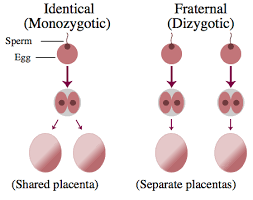 Identical
(Monozygotic)
Fraternal
(Dizygotic)
Sperm
Egg
(Shared placenta)
(Separate placentas)